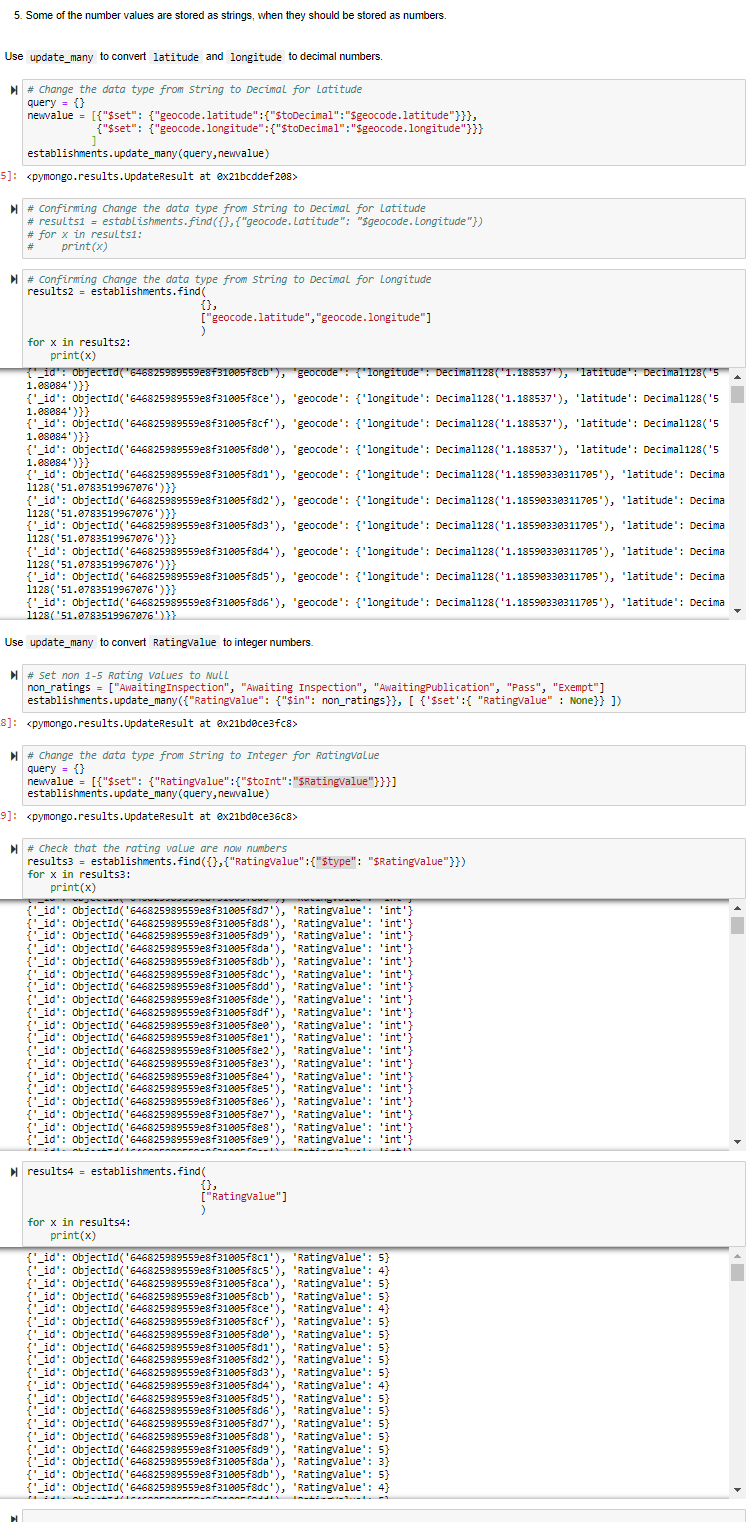 5. Some of the number values are stored as strings, when they should be stored as numbers.
Use update_many to convert latitude and longitude to decimal numbers.
# Change the data type from String to Decimal for Latitude
query = {}
newvalue = [{"$set": {"geocode.latitude":{"$toDecimal":"$geocode.latitude"}}},
{"$set": {"geocode.longitude":{"$toDecimal":"$geocode.longitude"}}}
]
establishments.update_many(query,newvalue)
5]: <pymongo.results.UpdateResult at 0x21bcddef208>
# Confirming Change the data type from String to Decimal for Latitude
# results1 = establishments.find({},{"geocode.latitude": "$geocode.longitude"})
# for x in results1:
#     print(x)
# Confirming Change the data type from String to Decimal for Longitude
results2 = establishments.find(
{},
["geocode.latitude","geocode.longitude"]
)
for x in results2:
print(x)
{'_id': ObjectId('646825989559e8f31005f8cb'), 'geocode': {'longitude': Decimal128('1.188537'), 'latitude': Decimal128('5
1.08084')}}
{'_id': ObjectId('646825989559e8f31005f8ce'), 'geocode': {'longitude': Decimal128('1.188537'), 'latitude': Decimal128('5
1.08084')}}
{'_id': ObjectId('646825989559e8f31005f8cf'), 'geocode': {'longitude': Decimal128('1.188537'), 'latitude': Decimal128('5
1.08084')}}
{'_id': ObjectId('646825989559e8f31005f8d0'), 'geocode': {'longitude': Decimal128('1.188537'), 'latitude': Decimal128('5
1.08084')}}
{'_id': ObjectId('646825989559e8f31005f8d1'), 'geocode': {'longitude': Decimal128('1.18590330311705'), 'latitude': Decima
l128('51.0783519967076')}}
{'_id': ObjectId('646825989559e8f31005f8d2'), 'geocode': {'longitude': Decimal128('1.18590330311705'), 'latitude': Decima
l128('51.0783519967076')}}
{'_id': ObjectId('646825989559e8f31005f8d3'), 'geocode': {'longitude': Decimal128('1.18590330311705'), 'latitude': Decima
l128('51.0783519967076')}}
{'_id': ObjectId('646825989559e8f31005f8d4'), 'geocode': {'longitude': Decimal128('1.18590330311705'), 'latitude': Decima
l128('51.0783519967076')}}
{'_id': ObjectId('646825989559e8f31005f8d5'), 'geocode': {'longitude': Decimal128('1.18590330311705'), 'latitude': Decima
l128('51.0783519967076')}}
{'_id': ObjectId('646825989559e8f31005f8d6'), 'geocode': {'longitude': Decimal128('1.18590330311705'), 'latitude': Decima
l128('51.0783519967076')}}
Use update_many to convert RatingValue to integer numbers.
# Set non 1-5 Rating Values to Null
non_ratings = ["AwaitingInspection", "Awaiting Inspection", "AwaitingPublication", "Pass", "Exempt"]
establishments.update_many({"RatingValue": {"$in": non_ratings}}, [ {'$set':{ "RatingValue" : None}} ])
8]: <pymongo.results.UpdateResult at 0x21bd0ce3fc8>
# Change the data type from String to Integer for RatingValue
query = {}
newvalue = [{"$set": {"RatingValue":{"$toInt":"$RatingValue"}}}]
establishments.update_many(query,newvalue)
9]: <pymongo.results.UpdateResult at 0x21bd0ce36c8>
# Check that the rating value are now numbers
results3 = establishments.find({},{"RatingValue":{"$type": "$RatingValue"}})
for x in results3:
print(x)
{'_id': ObjectId('646825989559e8f31005f8d7'), 'RatingValue': 'int'}
{'_id': ObjectId('646825989559e8f31005f8d8'), 'RatingValue': 'int'}
{'_id': ObjectId('646825989559e8f31005f8d9'), 'RatingValue': 'int'}
{'_id': ObjectId('646825989559e8f31005f8da'), 'RatingValue': 'int'}
{'_id': ObjectId('646825989559e8f31005f8db'), 'RatingValue': 'int'}
{'_id': ObjectId('646825989559e8f31005f8dc'), 'RatingValue': 'int'}
{'_id': ObjectId('646825989559e8f31005f8dd'), 'RatingValue': 'int'}
{'_id': ObjectId('646825989559e8f31005f8de'), 'RatingValue': 'int'}
{'_id': ObjectId('646825989559e8f31005f8df'), 'RatingValue': 'int'}
{'_id': ObjectId('646825989559e8f31005f8e0'), 'RatingValue': 'int'}
{'_id': ObjectId('646825989559e8f31005f8e1'), 'RatingValue': 'int'}
{'_id': ObjectId('646825989559e8f31005f8e2'), 'RatingValue': 'int'}
{'_id': ObjectId('646825989559e8f31005f8e3'), 'RatingValue': 'int'}
{'_id': ObjectId('646825989559e8f31005f8e4'), 'RatingValue': 'int'}
{'_id': ObjectId('646825989559e8f31005f8e5'), 'RatingValue': 'int'}
{'_id': ObjectId('646825989559e8f31005f8e6'), 'RatingValue': 'int'}
{'_id': ObjectId('646825989559e8f31005f8e7'), 'RatingValue': 'int'}
{'_id': ObjectId('646825989559e8f31005f8e8'), 'RatingValue': 'int'}
{'_id': ObjectId('646825989559e8f31005f8e9'), 'RatingValue': 'int'}
results4 = establishments.find(
{},
["RatingValue"]
)
for x in results4:
print(x)
{'_id': ObjectId('646825989559e8f31005f8c1'), 'RatingValue': 5}
{'_id': ObjectId('646825989559e8f31005f8c5'), 'RatingValue': 4}
{'_id': ObjectId('646825989559e8f31005f8ca'), 'RatingValue': 5}
{'_id': ObjectId('646825989559e8f31005f8cb'), 'RatingValue': 5}
{'_id': ObjectId('646825989559e8f31005f8ce'), 'RatingValue': 4}
{'_id': ObjectId('646825989559e8f31005f8cf'), 'RatingValue': 5}
{'_id': ObjectId('646825989559e8f31005f8d0'), 'RatingValue': 5}
{'_id': ObjectId('646825989559e8f31005f8d1'), 'RatingValue': 5}
{'_id': ObjectId('646825989559e8f31005f8d2'), 'RatingValue': 5}
{'_id': ObjectId('646825989559e8f31005f8d3'), 'RatingValue': 5}
{'_id': ObjectId('646825989559e8f31005f8d4'), 'RatingValue': 4}
{'_id': ObjectId('646825989559e8f31005f8d5'), 'RatingValue': 5}
{'_id': ObjectId('646825989559e8f31005f8d6'), 'RatingValue': 5}
{'_id': ObjectId('646825989559e8f31005f8d7'), 'RatingValue': 5}
{'_id': ObjectId('646825989559e8f31005f8d8'), 'RatingValue': 5}
{'_id': ObjectId('646825989559e8f31005f8d9'), 'RatingValue': 5}
{'_id': ObjectId('646825989559e8f31005f8da'), 'RatingValue': 3}
{'_id': ObjectId('646825989559e8f31005f8db'), 'RatingValue': 5}
{'_id': ObjectId('646825989559e8f31005f8dc'), 'RatingValue': 4}